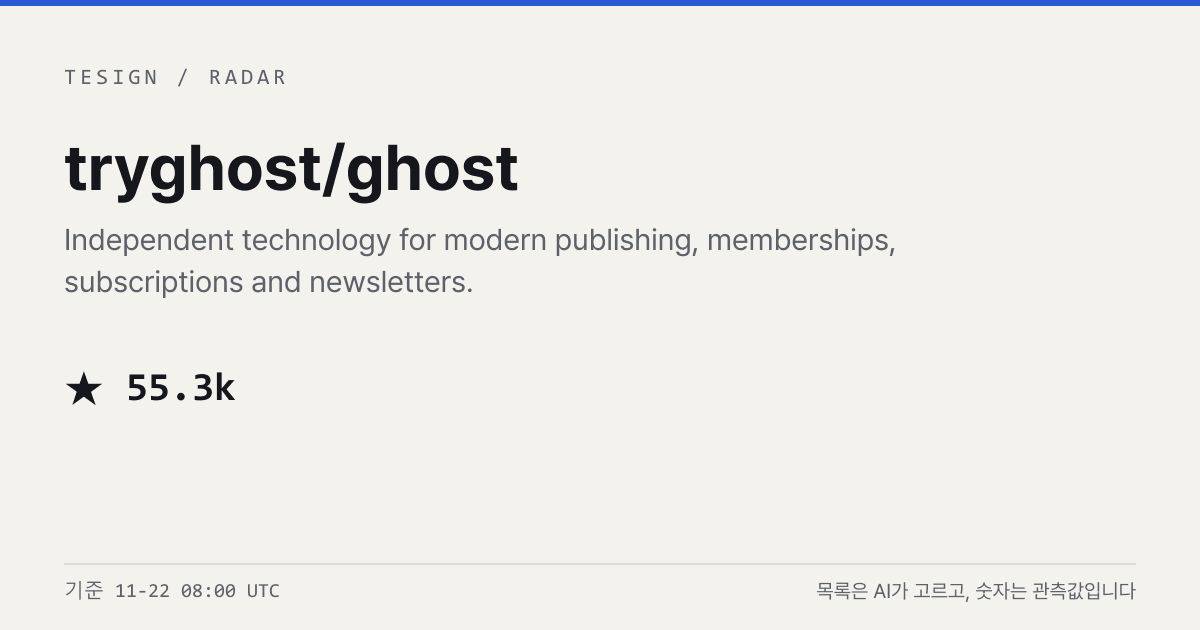 TESIGN / RADAR
tryghost/ghost
Independent technology for modern publishing, memberships,
subscriptions and newsletters.
★ 55.3k
기준 11-22 08:00 UTC
목록은 AI가 고르고, 숫자는 관측값입니다